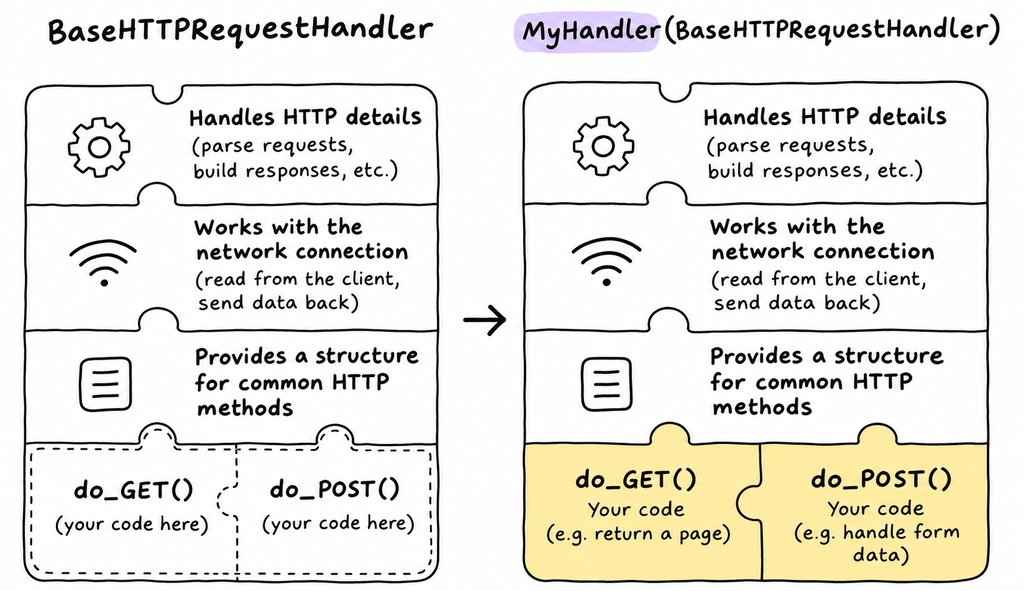 BaseHTTPRequestHandler
Handles HTTP details
(parse requests,
build responses, etc.)
Works with the
network connection
(read from the client,
send data back)
Provides a structure
for common HTTP
methods
do_GET()
(your code here)
do_POST()
(your code here)
MyHandler(BaseHTTPRequestHandler)
Handles HTTP details
(parse requests,
build responses, etc.)
Works with the
network connection
(read from the client,
send data back)
Provides a structure
for common HTTP
methods
do_GET()
Your code
(e.g. return a page)
do_POST()
Your code
(e.g. handle form
data)